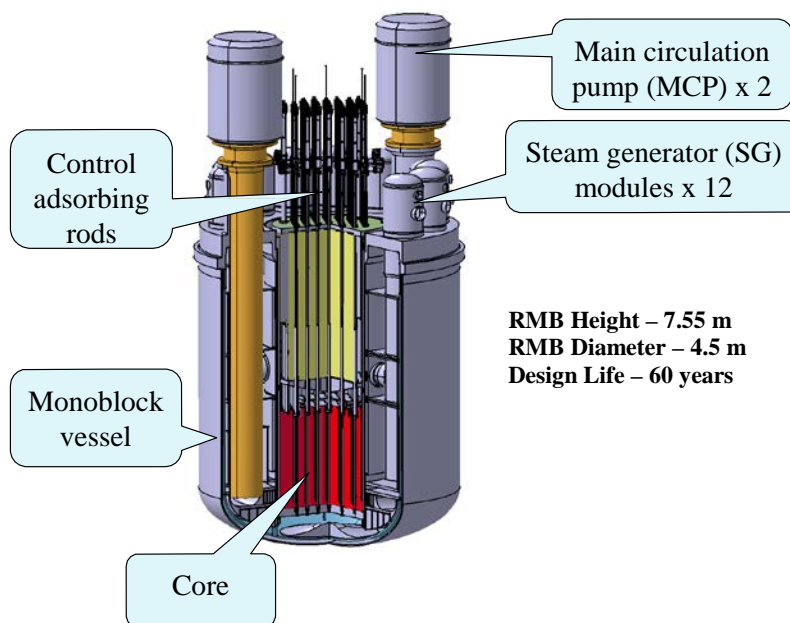 Main circulation
pump (MCP) x 2
Control
adsorbing
rods
Steam generator (SG)
modules x 12
RMB Height – 7.55 m
RMB Diameter – 4.5 m
Design Life – 60 years
Monoblock
vessel
Core